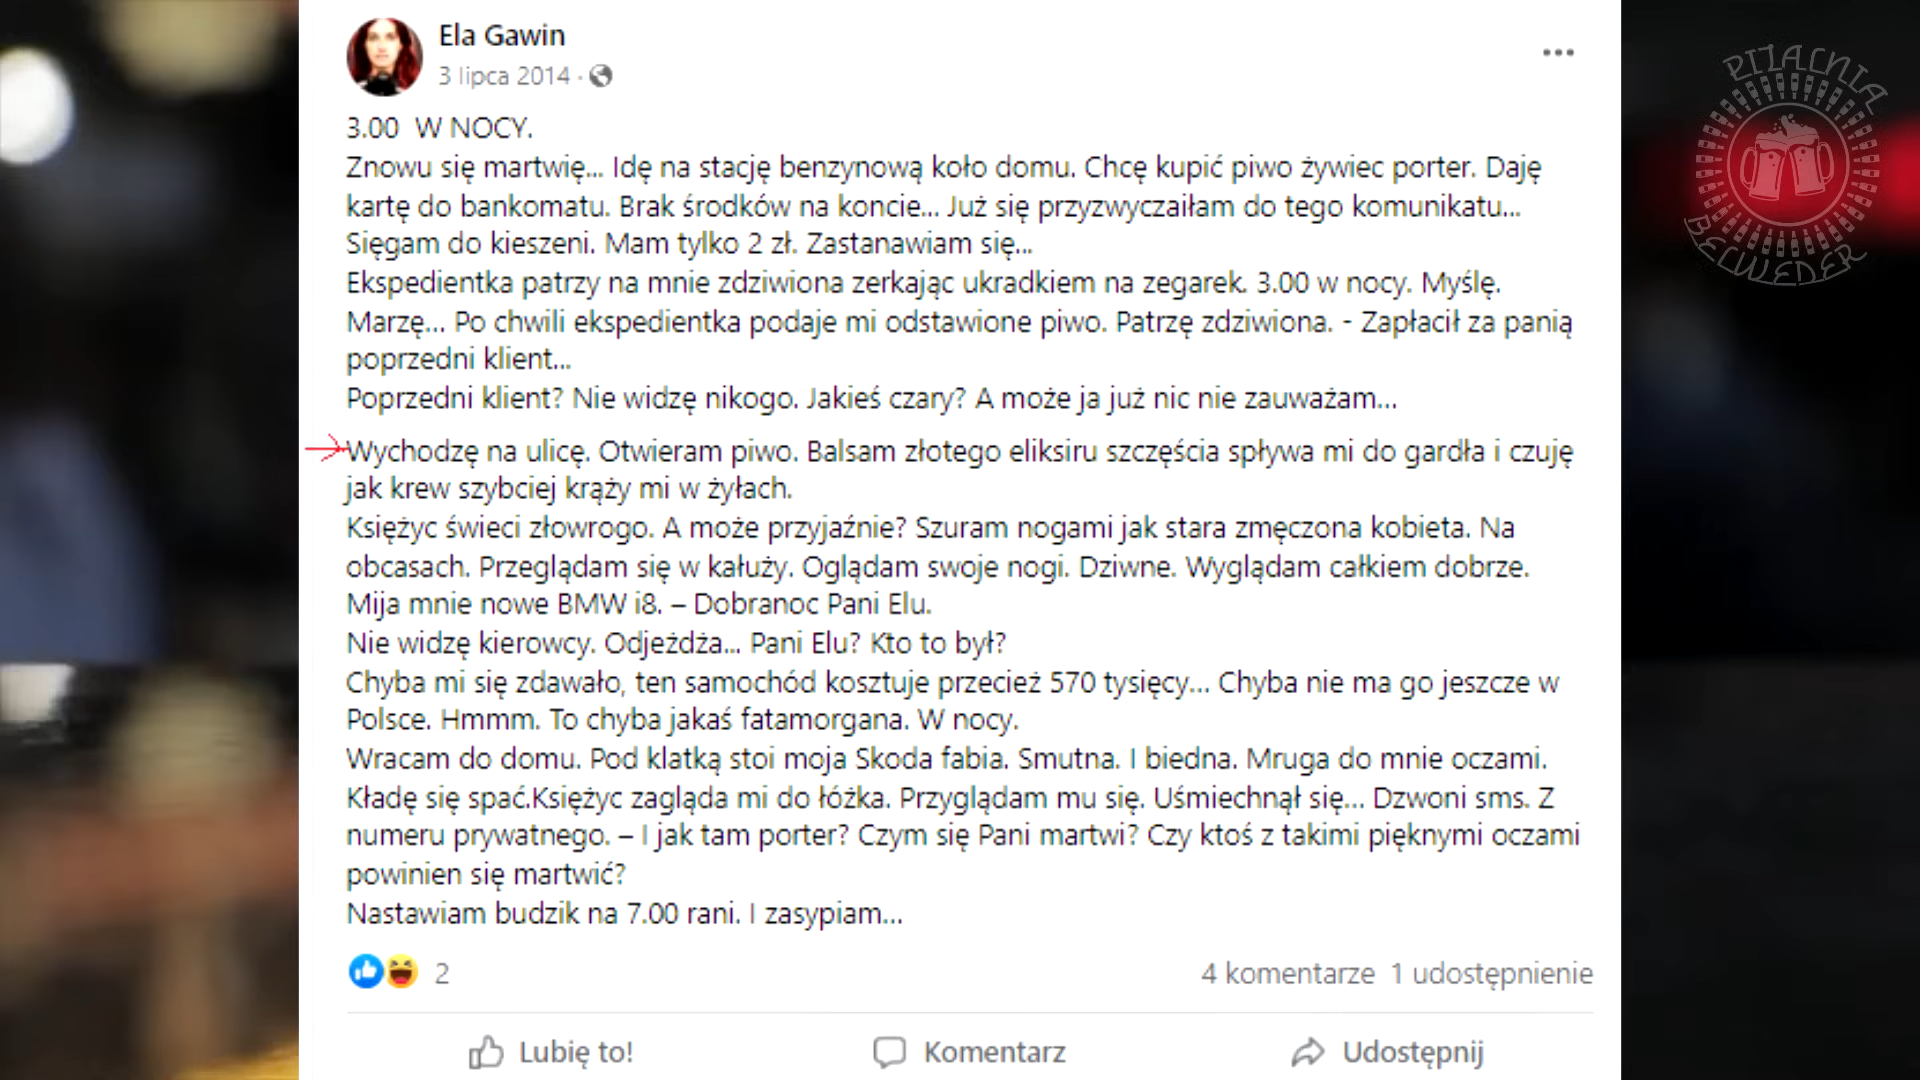 Ela Gawin
3 lipca 2014 ·
PIJALNIA
BELWEDER
3.00 W NOCY.
Znowu się martwię... Idę na stację benzynową koło domu. Chcę kupić piwo żywiec porter. Daję
kartę do bankomatu. Brak środków na koncie... Już się przyzwyczaiłam do tego komunikatu...
Sięgam do kieszeni. Mam tylko 2 zł. Zastanawiam się...
Ekspedientka patrzy na mnie zdziwiona zerkając ukradkiem na zegarek. 3.00 w nocy. Myślę.
Marzę... Po chwili ekspedientka podaje mi odstawione piwo. Patrzę zdziwiona. - Zapłacił za panią
poprzedni klient...
Poprzedni klient? Nie widzę nikogo. Jakieś czary? A może ja już nic nie zauważam...
Wychodzę na ulicę. Otwieram piwo. Balsam złotego eliksiru szczęścia spływa mi do gardła i czuję
jak krew szybciej krąży mi w żyłach.
Księżyc świeci złowrogo. A może przyjaźnie? Szuram nogami jak stara zmęczona kobieta. Na
obcasach. Przeglądam się w kałuży. Oglądam swoje nogi. Dziwne. Wyglądam całkiem dobrze.
Mija mnie nowe BMW i8. – Dobranoc Pani Elu.
Nie widzę kierowcy. Odjeżdża... Pani Elu? Kto to był?
Chyba mi się zdawało, ten samochód kosztuje przecież 570 tysięcy... Chyba nie ma go jeszcze w
Polsce. Hmmm. To chyba jakaś fatamorgana. W nocy.
Wracam do domu. Pod klatką stoi moja Skoda fabia. Smutna. I biedna. Mruga do mnie oczami.
Kładę się spać.Księżyc zagląda mi do łóżka. Przyglądam mu się. Uśmiechnął się... Dzwoni sms. Z
numeru prywatnego. – I jak tam porter? Czym się Pani martwi? Czy ktoś z takimi pięknymi oczami
powinien się martwić?
Nastawiam budzik na 7.00 rani. I zasypiam...
2
4 komentarze 1 udostępnienie
Lubię to!
Komentarz
Udostępnij